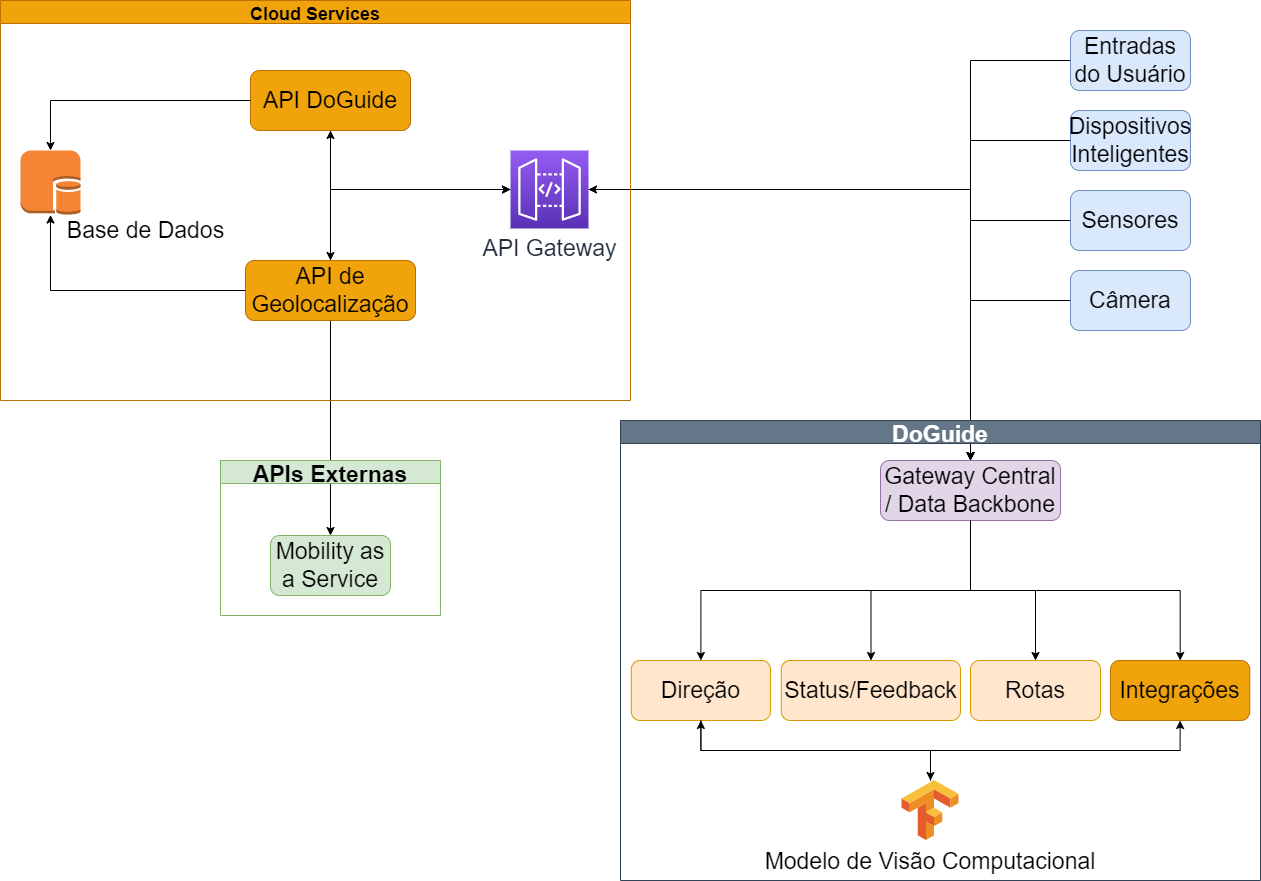 Cloud Services
API DoGuide
Base de Dados
API Gateway
API de
Geolocalização
Entradas
do Usuário
Dispositivos
Inteligentes
Sensores
Câmera
APIs Externas
Mobility as
a Service
DoGuide
Gateway Central
/ Data Backbone
Direção
Status/Feedback
Rotas
Integrações
Modelo de Visão Computacional